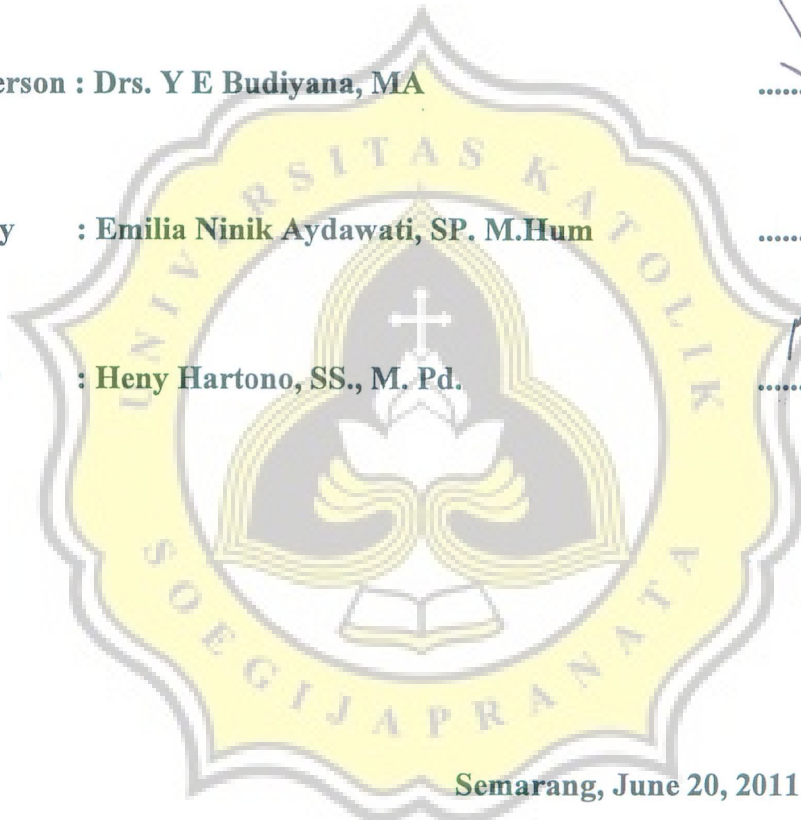 erson : Drs. Y E Budiyana, MA ......
y : Emilia Ninik Aydawati, SP. M.Hum ......
: Heny Hartono, SS., M. Pd. ......
UNIVERSITAS KATOLIK
SOEGIJAPRANATA
Semarang, June 20, 2011